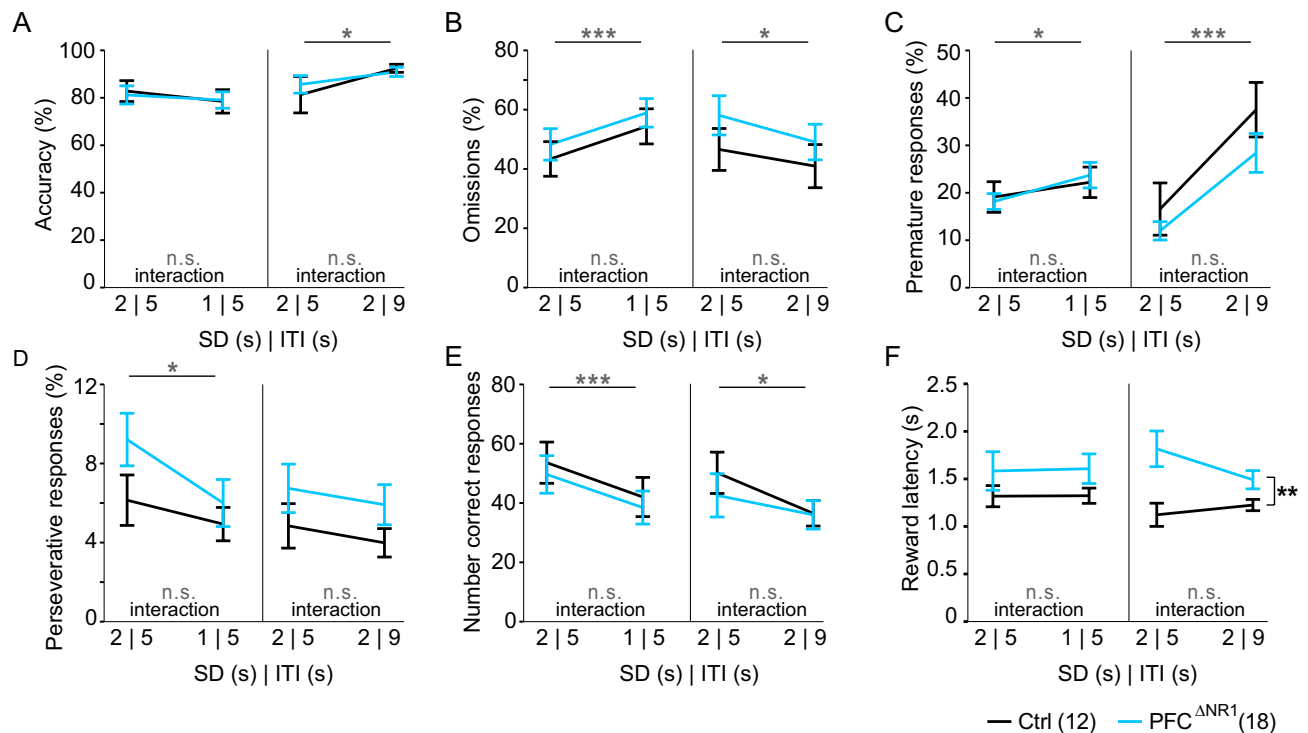 A
Accuracy (%)
100
80
60
40
20
0
*
n.s.
interaction
n.s.
interaction
2 | 5
1 | 5
2 | 5
2 | 9
SD (s) | ITI (s)
B
Omissions (%)
80
60
40
20
0
***
*
n.s.
interaction
n.s.
interaction
2 | 5
1 | 5
2 | 5
2 | 9
SD (s) | ITI (s)
C
Premature responses (%)
50
40
30
20
10
0
*
***
n.s.
interaction
n.s.
interaction
2 | 5
1 | 5
2 | 5
2 | 9
SD (s) | ITI (s)
D
Perseverative responses (%)
12
8
4
0
*
n.s.
interaction
n.s.
interaction
2 | 5
1 | 5
2 | 5
2 | 9
SD (s) | ITI (s)
E
Number correct responses
80
60
40
20
0
***
*
n.s.
interaction
n.s.
interaction
2 | 5
1 | 5
2 | 5
2 | 9
SD (s) | ITI (s)
F
Reward latency (s)
2.5
2.0
1.5
1.0
0.5
0
**
n.s.
interaction
n.s.
interaction
2 | 5
1 | 5
2 | 5
2 | 9
SD (s) | ITI (s)
Ctrl (12) PFC ΔNR1 (18)